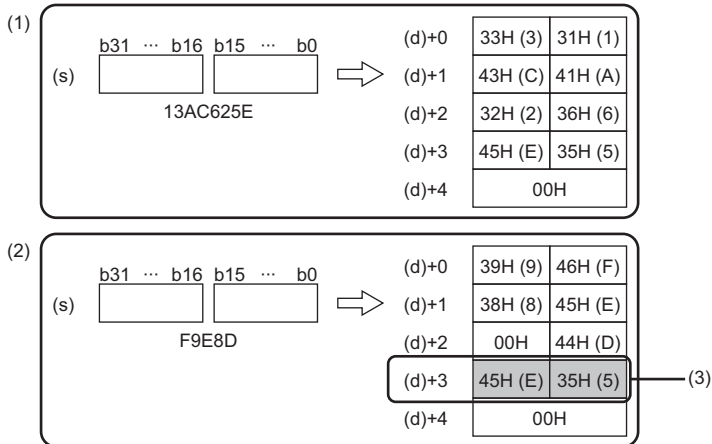 (1)
b31 ··· b16 b15 ··· b0
(s)
13AC625E
(d)+0 33H (3) 31H (1)
(d)+1 43H (C) 41H (A)
(d)+2 32H (2) 36H (6)
(d)+3 45H (E) 35H (5)
(d)+4 00H
(2)
b31 ··· b16 b15 ··· b0
(s)
F9E8D
(d)+0 39H (9) 46H (F)
(d)+1 38H (8) 45H (E)
(d)+2 00H 44H (D)
(d)+3 45H (E) 35H (5) (3)
(d)+4 00H